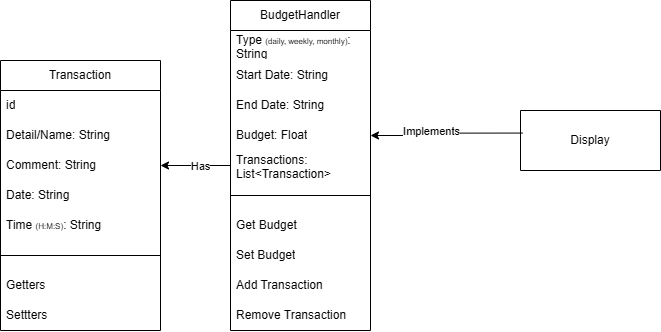 Transaction
id
Detail/Name: String
Comment: String
Date: String
Time (H:M:S): String
Getters
Settters
Has
BudgetHandler
Type (daily, weekly, monthly):
String
Start Date: String
End Date: String
Budget: Float
Transactions:
List<Transaction>
Get Budget
Set Budget
Add Transaction
Remove Transaction
Implements
Display